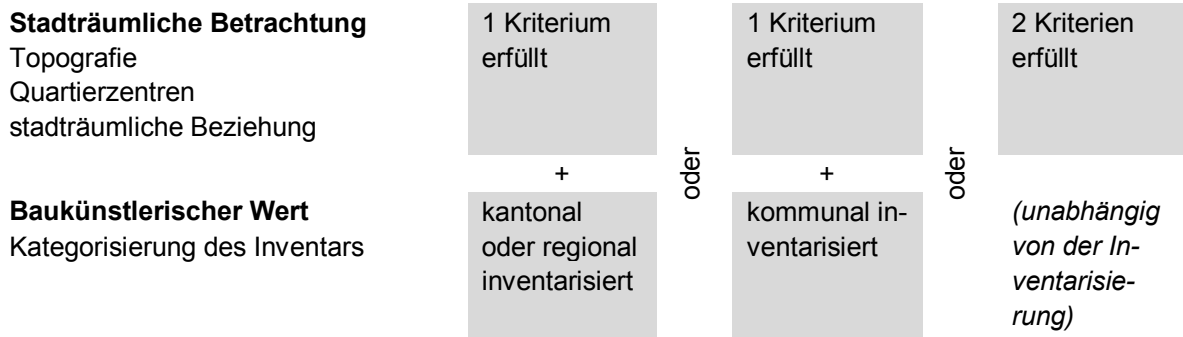 Stadträumliche Betrachtung
Topografie
Quartierzentren
stadträumliche Beziehung
1 Kriterium
erfüllt
1 Kriterium
erfüllt
2 Kriterien
erfüllt
+
oder
+
oder
Baukünstlerischer Wert
Kategorisierung des Inventars
kantonal
oder regional
inventarisiert
kommunal in-
ventarisiert
(unabhängig
von der In-
ventarisie-
rung)